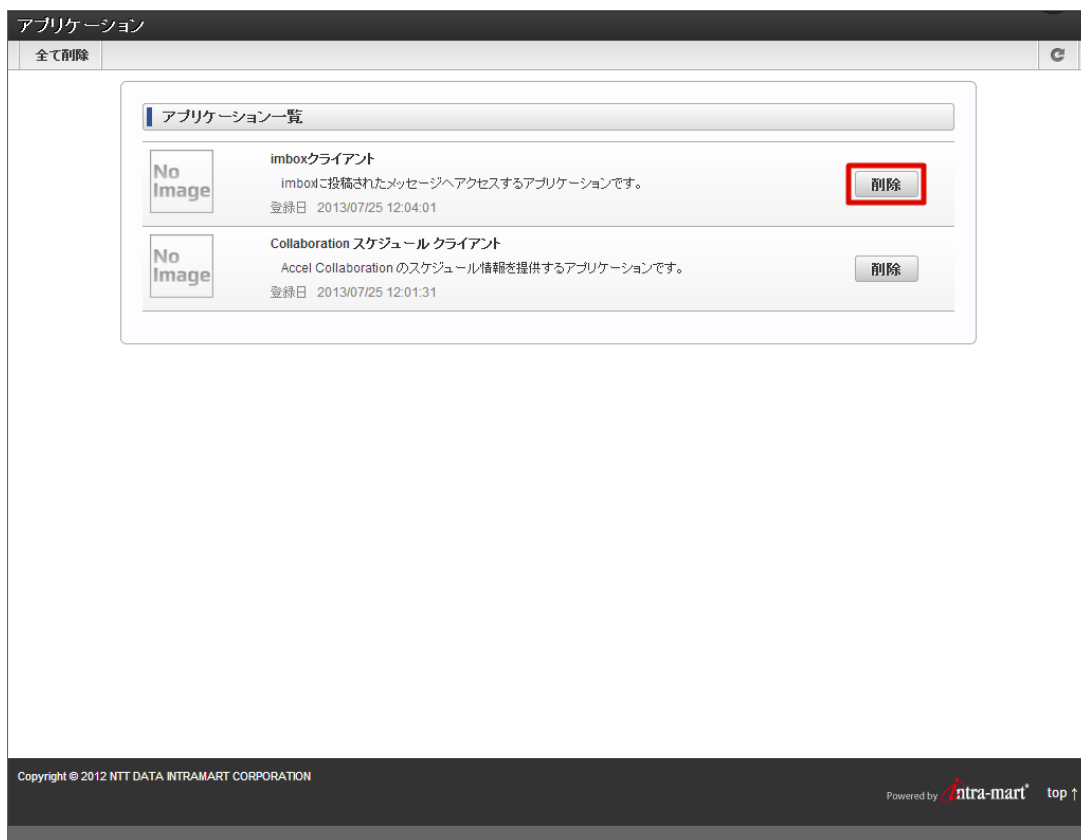 アプリケーション
全て削除
アプリケーション一覧
No Image
imboxクライアント
imboxに投稿されたメッセージへアクセスするアプリケーションです。
登録日 2013/07/25 12:04:01
削除
No Image
Collaboration スケジュール クライアント
Accel Collaboration のスケジュール情報を提供するアプリケーションです。
登録日 2013/07/25 12:01:31
削除
Copyright © 2012 NTT DATA INTRAMART CORPORATION
Powered by intra-mart
top ↑